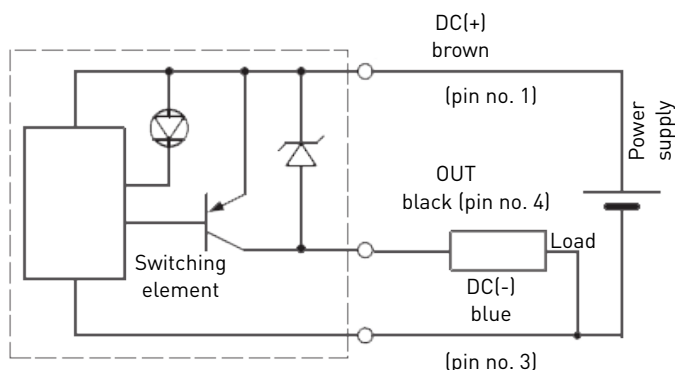 DC(+)
brown
(pin no. 1)
Power
supply
OUT
black (pin no. 4)
Load
Switching
element
DC(-)
blue
(pin no. 3)